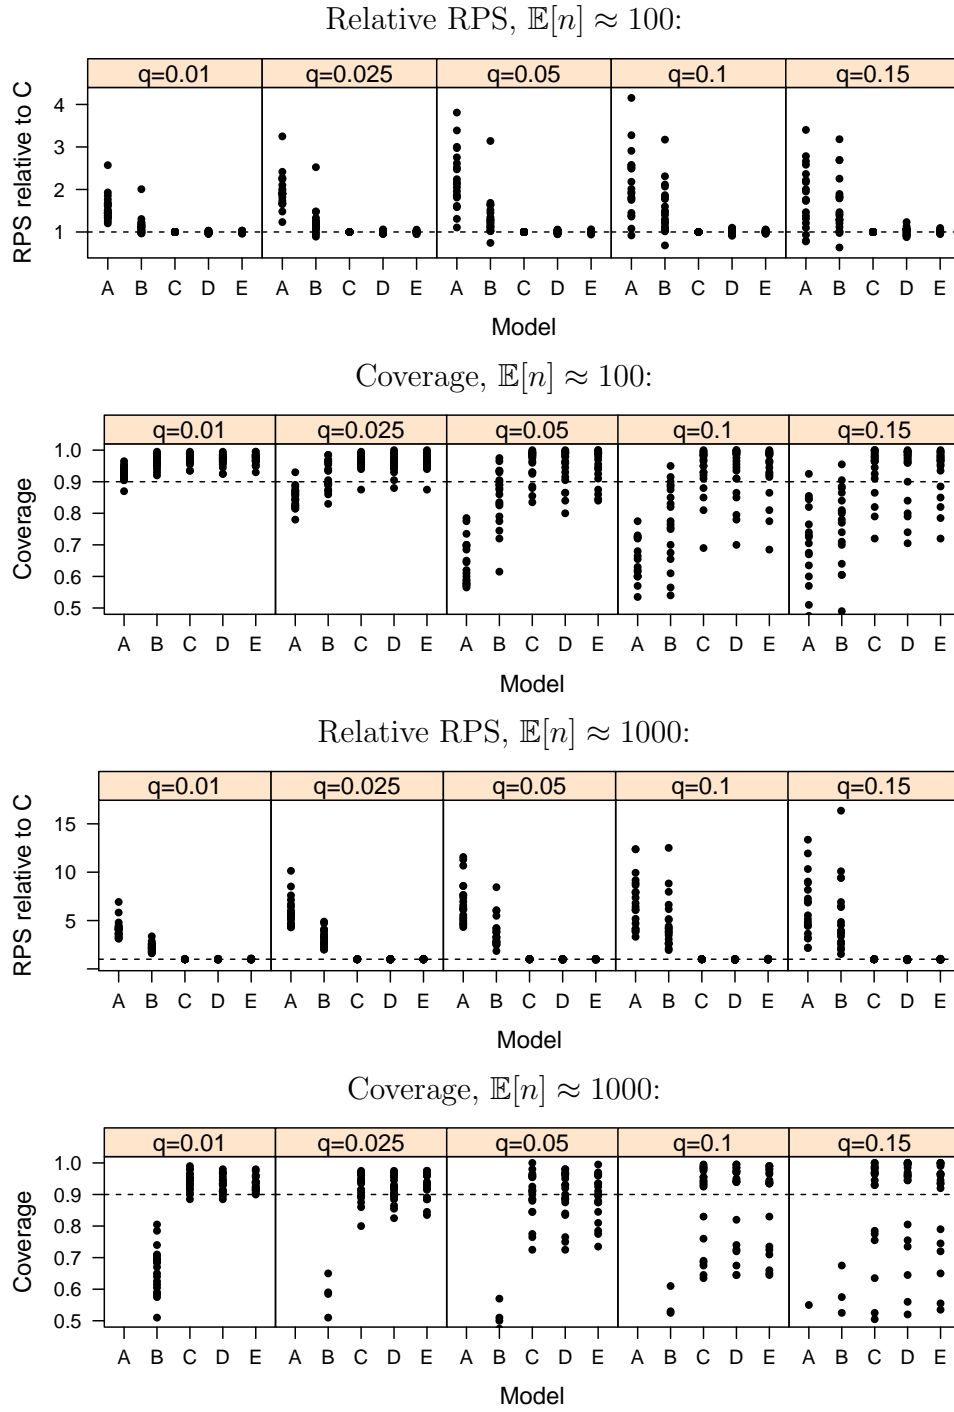 Relative RPS, 𝔼[n] ≈ 100:
q=0.01 q=0.025 q=0.05 q=0.1 q=0.15
RPS relative to C
4
3
2
1
A B C D E A B C D E A B C D E A B C D E A B C D E
Model
Coverage, 𝔼[n] ≈ 100:
q=0.01 q=0.025 q=0.05 q=0.1 q=0.15
Coverage
1.0
0.9
0.8
0.7
0.6
0.5
A B C D E A B C D E A B C D E A B C D E A B C D E
Model
Relative RPS, 𝔼[n] ≈ 1000:
q=0.01 q=0.025 q=0.05 q=0.1 q=0.15
RPS relative to C
15
10
5
A B C D E A B C D E A B C D E A B C D E A B C D E
Model
Coverage, 𝔼[n] ≈ 1000:
q=0.01 q=0.025 q=0.05 q=0.1 q=0.15
Coverage
1.0
0.9
0.8
0.7
0.6
0.5
A B C D E A B C D E A B C D E A B C D E A B C D E
Model